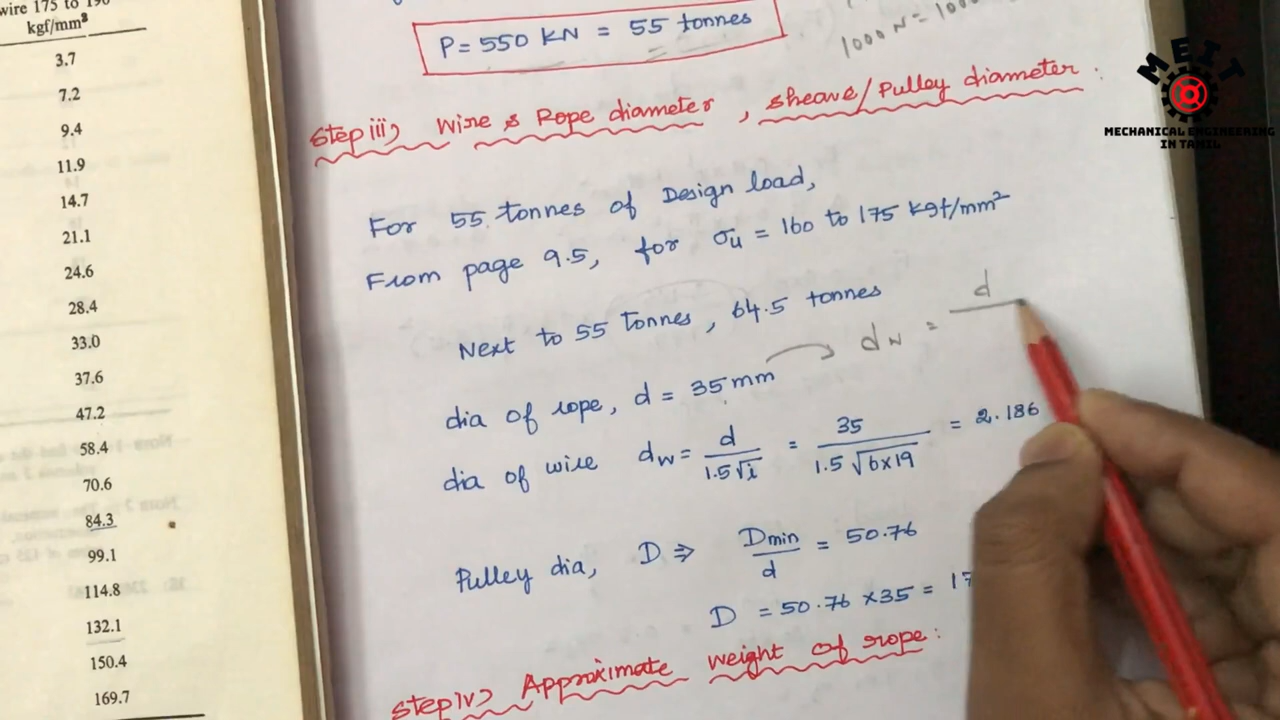 wire 175 to 190
kgf/mm²
3.7
7.2
9.4
11.9
14.7
21.1
24.6
28.4
33.0
37.6
47.2
58.4
70.6
84.3
99.1
114.8
132.1
150.4
169.7
P = 550 KN = 55 tonnes
1000 N = 100
Step iii) Wire & Rope diameter, Sheave/Pulley diameter:
For 55 tonnes of Design load,
From page 9.5, for σu = 160 to 175 kgf/mm²
Next to 55 tonnes, 64.5 tonnes
dw = d
dia of rope, d = 35 mm
dia of wire dw = d/1.5√i = 35/1.5√6x19 = 2.186
Pulley dia, D ⇒ Dmin/d = 50.76
D = 50.76 x 35 = 17
Step iv) Approximate weight of rope:
MEIT
MECHANICAL ENGINEERING
IN TAMIL